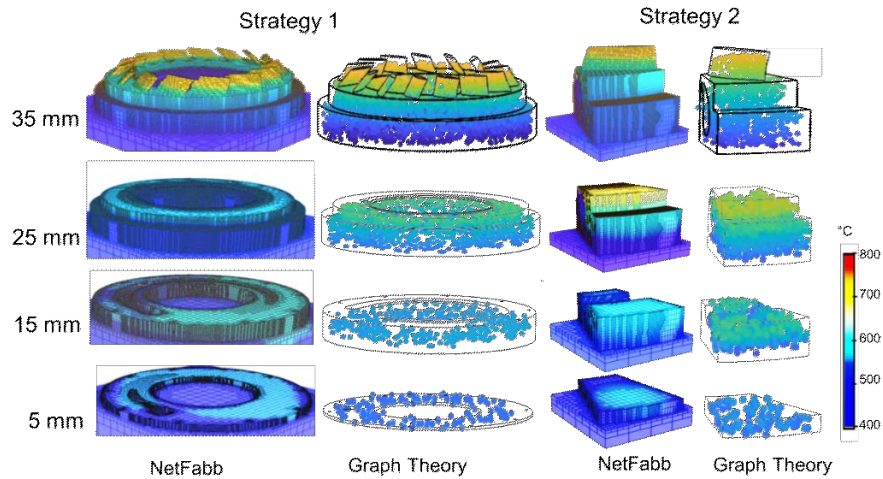 Strategy 1
Strategy 2
35 mm
25 mm
15 mm
5 mm
°C
800
700
600
500
400
NetFabb
Graph Theory
NetFabb
Graph Theory